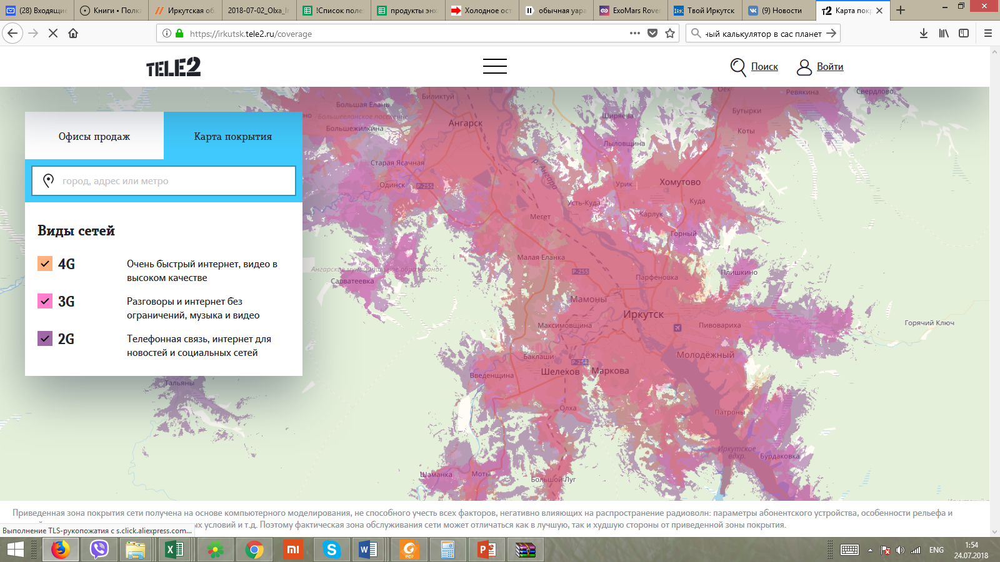 (28) Входящие
Книги • Полка
Иркутская об
2018-07-02_Olxa_Ir
!Список поле
продукты энх
Холодное ост
обычная уара
ExoMars Rover
Твой Иркутск
(9) Новости
Карта покр
https://irkutsk.tele2.ru/coverage
ный калькулятор в сас планет
TELE2
Поиск
Войти
Офисы продаж
Карта покрытия
город, адрес или метро
Виды сетей
4G
Очень быстрый интернет, видео в
высоком качестве
3G
Разговоры и интернет без
ограничений, музыка и видео
2G
Телефонная связь, интернет для
новостей и социальных сетей
Биликтуй
Оек
Ревякина
Свердлово
Большая Елань
Большееланское поселение
Большежилкина
Ангарск
Ширяева
Бутырки
Коты
Лыловщина
Старая Ясачная
р. Ангара
Одинск
Р-255
Урик
Хомутово
Усть-Куда
Куда
Карлук
Мегет
Горный
Малая Еланка
Ангарское муниципальное образование
Р-255
Плишкино
Савватеевка
Парфеновка
Мамоны
Иркутск
Горячий Ключ
Максимовщина
Пивовариха
Баклаши
Молодёжный
Р-258
Введенщина
Шелехов
Маркова
Тальяны
Олха
Патроны
Иркутское
вдхр.
Бурдаковка
Шаманка
Моты
Большой Луг
Приведенная зона покрытия сети получена на основе компьютерного моделирования, не способного учесть всех факторов, негативно влияющих на распространение радиоволн: параметры абонентского устройства, особенности рельефа и
х условий и т.д. Поэтому фактическая зона обслуживания сети может отличаться как в лучшую, так и худшую стороны от приведенной зоны покрытия.
Выполнение TLS-рукопожатия с s.click.aliexpress.com...
ENG
1:54
24.07.2018